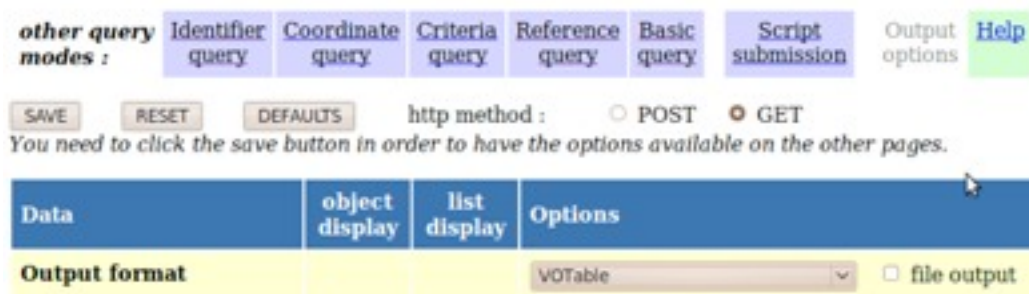 other query modes : Identifier query Coordinate query Criteria query Reference query Basic query Script submission Output options Help
SAVE RESET DEFAULTS http method : POST GET
You need to click the save button in order to have the options available on the other pages.
Data object display list display Options
Output format VOTable file output